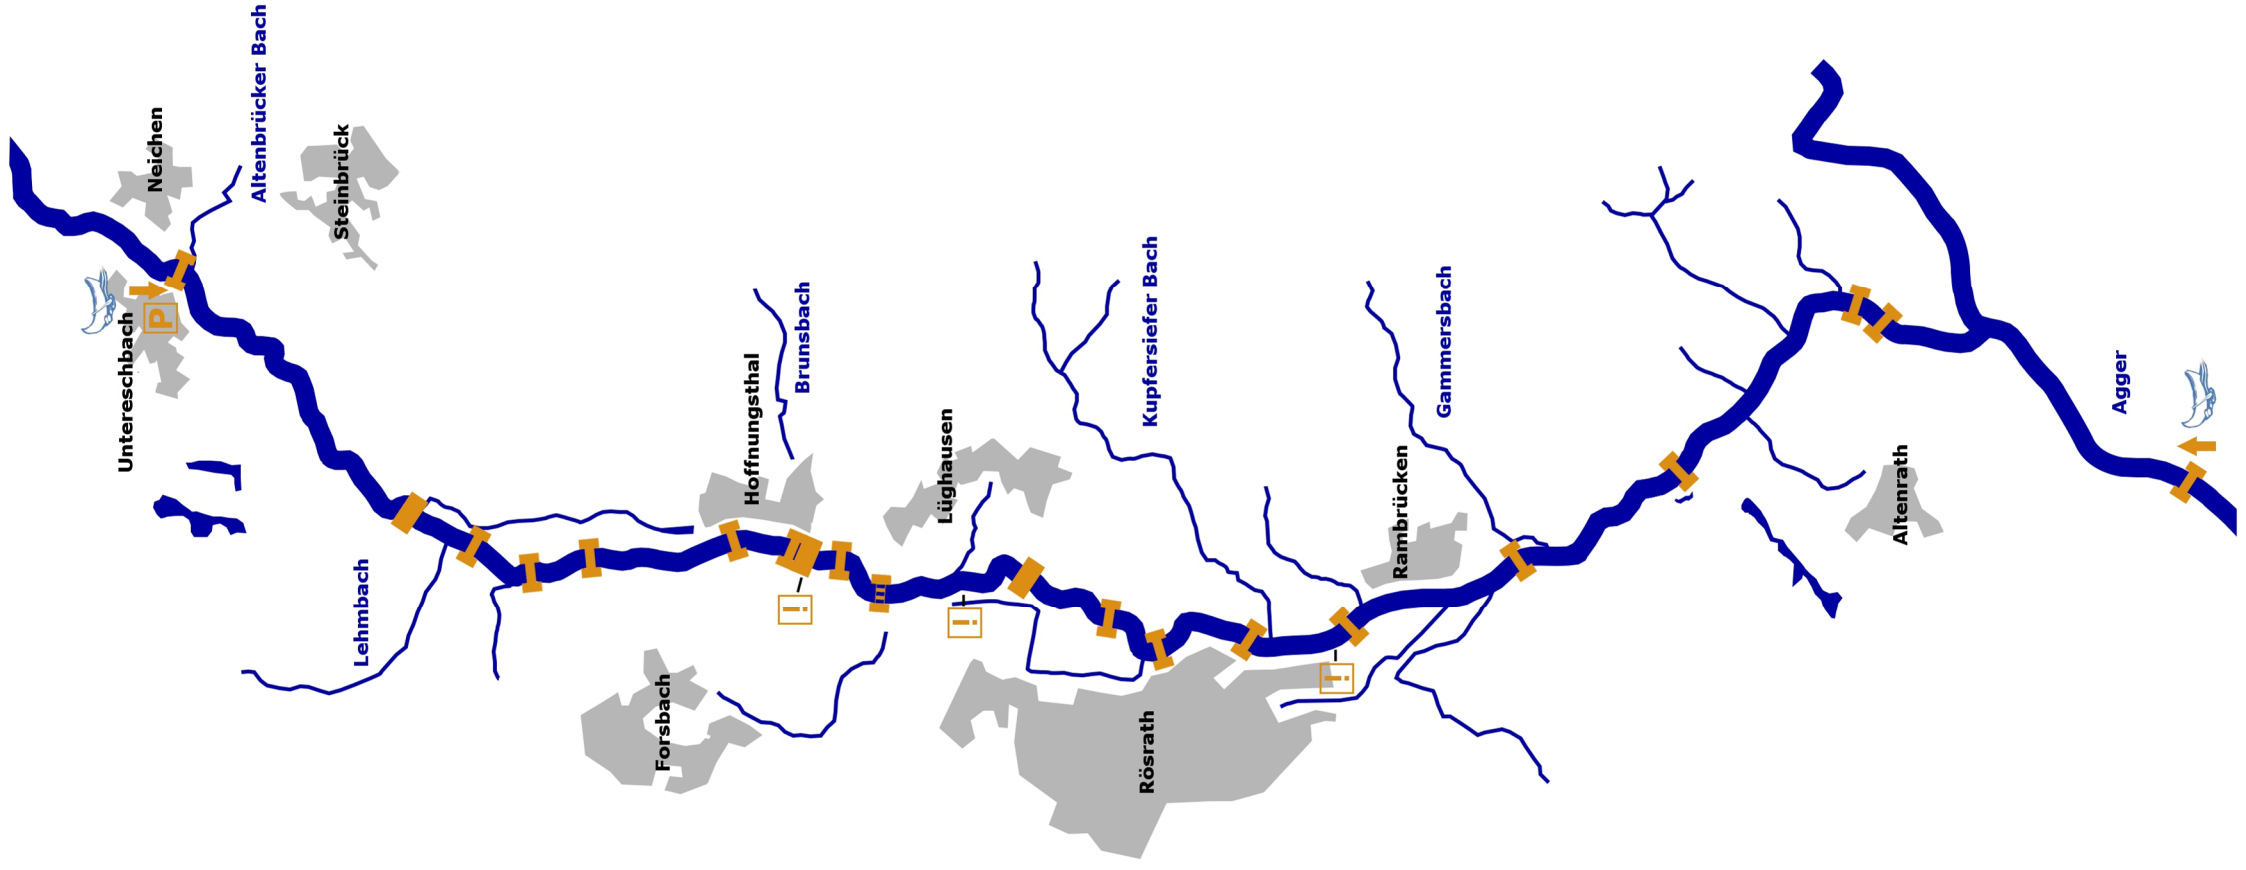 Altenbrücker Bach
Neichen
Steinbrück
Untereschbach
P
Lehmbach
Hoffnungsthal
Brunsbach
!
Forsbach
Lüghausen
!
Kupfersiefer Bach
Rösrath
!
Rambrücken
Gammersbach
Altenrath
Agger